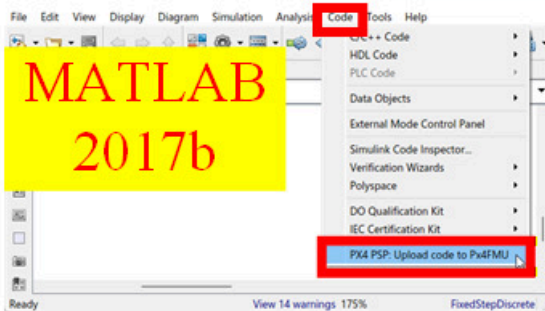 File Edit View Display Diagram Simulation Analysis Code Tools Help
C/C++ Code
HDL Code
PLC Code
Data Objects
External Mode Control Panel
Simulink Code Inspector...
Verification Wizards
Polyspace
DO Qualification Kit
IEC Certification Kit
PX4 PSP: Upload code to Px4FMU
MATLAB
2017b
Ready View 14 warnings 175% FixedStepDiscrete